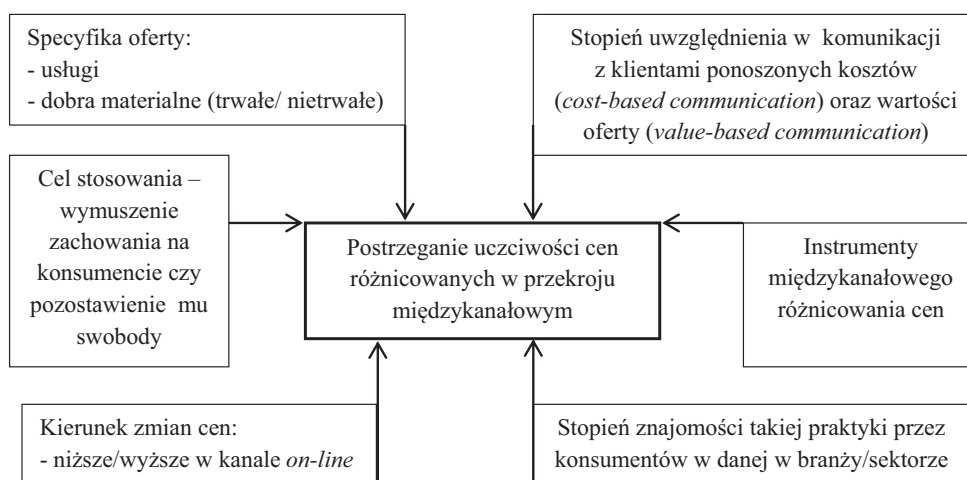 Specyfika oferty:
- usługi
- dobra materialne (trwałe/ nietrwałe)
Stopień uwzględnienia w komunikacji
z klientami ponoszonych kosztów
(cost-based communication) oraz wartości
oferty (value-based communication)
Cel stosowania –
wymuszenie
zachowania na
konsumencie czy
pozostawienie mu
swobody
Postrzeganie uczciwości cen
różnicowanych w przekroju
międzykanałowym
Instrumenty
międzykanałowego
różnicowania cen
Kierunek zmian cen:
- niższe/wyższe w kanale on-line
Stopień znajomości takiej praktyki przez
konsumentów w danej w branży/sektorze